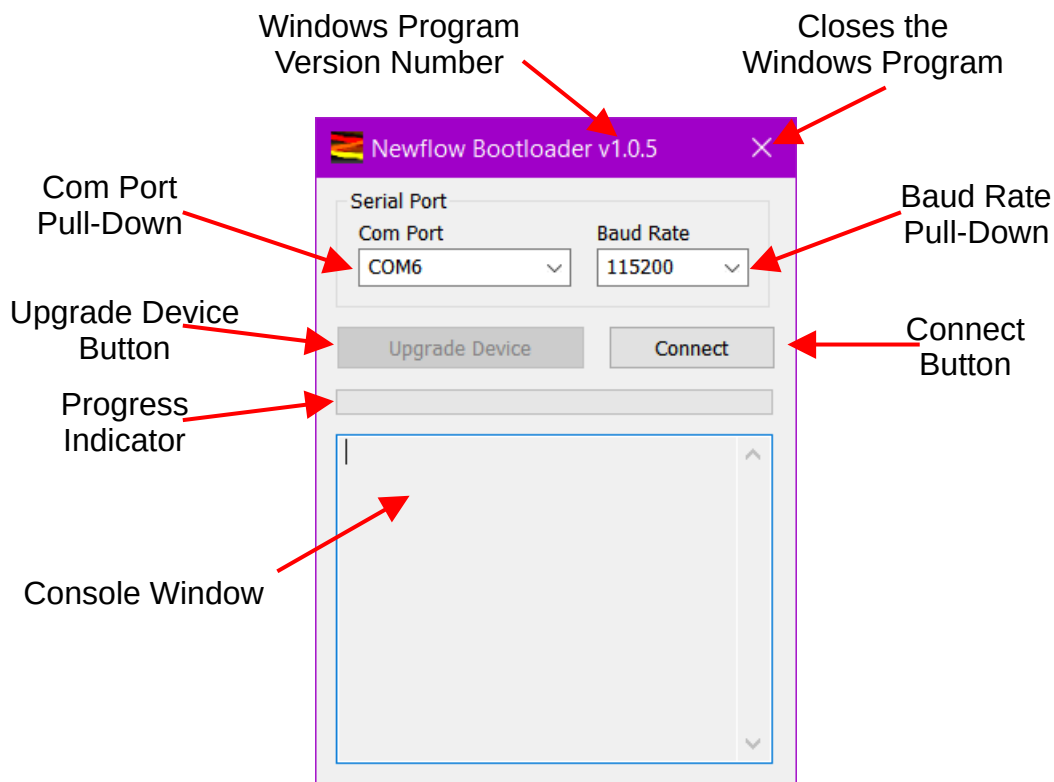 Windows Program
Version Number
Closes the
Windows Program
Newflow Bootloader v1.0.5
Com Port
Pull-Down
Serial Port
Com Port
Baud Rate
COM6
115200
Baud Rate
Pull-Down
Upgrade Device
Button
Upgrade Device
Connect
Connect
Button
Progress
Indicator
Console Window